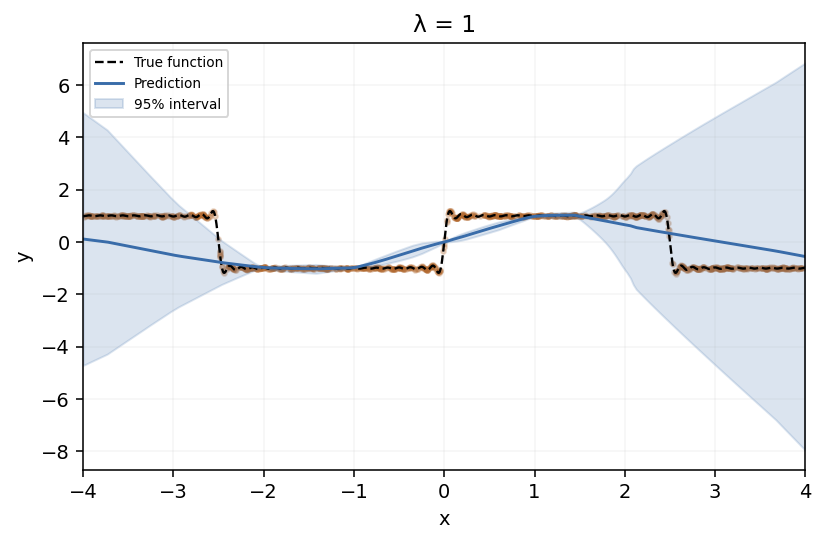 λ = 1
True function
Prediction
95% interval
6
4
2
0
−2
−4
−6
−8
y
−4 −3 −2 −1 0 1 2 3 4
x